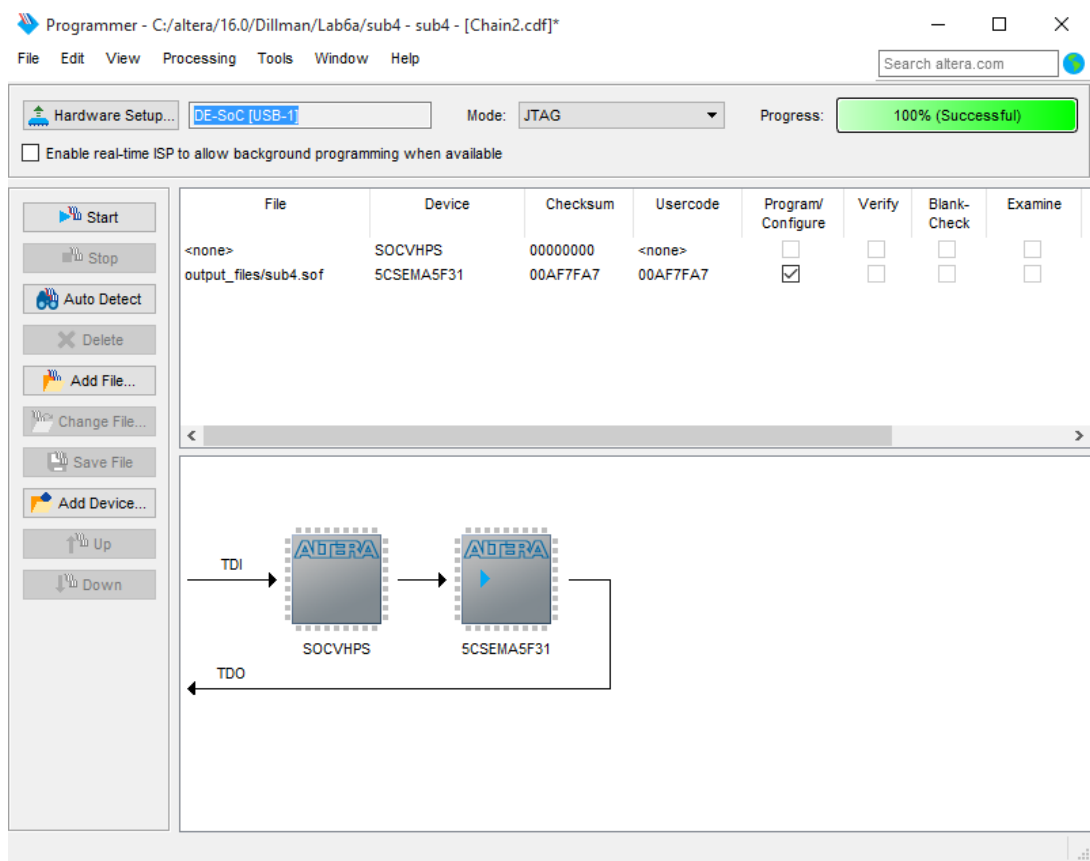 Programmer - C:/altera/16.0/Dillman/Lab6a/sub4 - sub4 - [Chain2.cdf]*
File Edit View Processing Tools Window Help
Search altera.com
Hardware Setup... DE-SoC [USB-1] Mode: JTAG Progress: 100% (Successful)
Enable real-time ISP to allow background programming when available
Start
Stop
Auto Detect
Delete
Add File...
Change File...
Save File
Add Device...
Up
Down
File Device Checksum Usercode Program/ Configure Verify Blank- Check Examine
<none> SOCVHPS 00000000 <none>
output_files/sub4.sof 5CSEMA5F31 00AF7FA7 00AF7FA7
ALTERA ALTERA
TDI
SOCVHPS 5CSEMA5F31
TDO